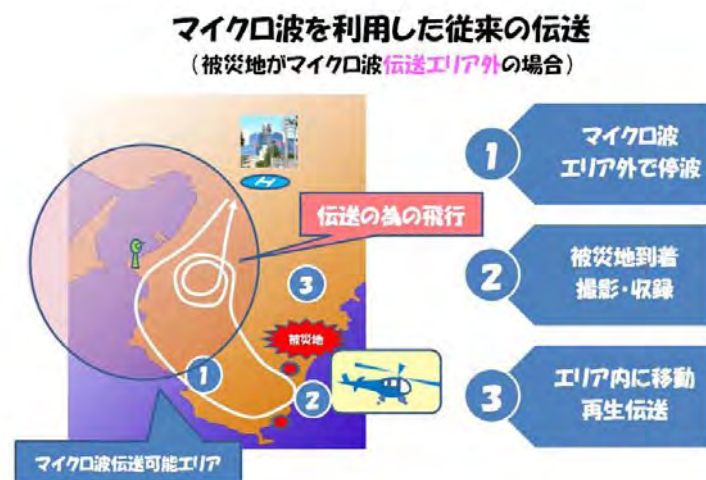 マイクロ波を利用した従来の伝送
（被災地がマイクロ波伝送エリア外の場合）
H
伝送の為の飛行
3
被災地
1
2
マイクロ波伝送可能エリア
1
マイクロ波
エリア外で停波
2
被災地到着
撮影・収録
3
エリア内に移動
再生伝送